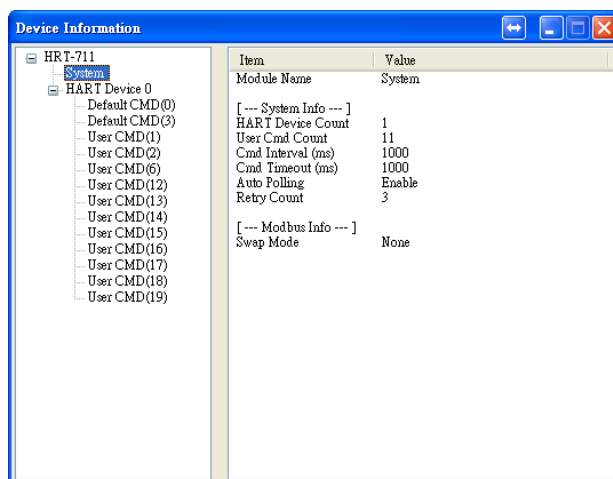 Device Information
HRT-711
System
HART Device 0
Default CMD(0)
Default CMD(3)
User CMD(1)
User CMD(2)
User CMD(6)
User CMD(12)
User CMD(13)
User CMD(14)
User CMD(15)
User CMD(16)
User CMD(17)
User CMD(18)
User CMD(19)
Item Value
Module Name System
[ --- System Info --- ]
HART Device Count 1
User Cmd Count 11
Cmd Interval (ms) 1000
Cmd Timeout (ms) 1000
Auto Polling Enable
Retry Count 3
[ --- Modbus Info --- ]
Swap Mode None